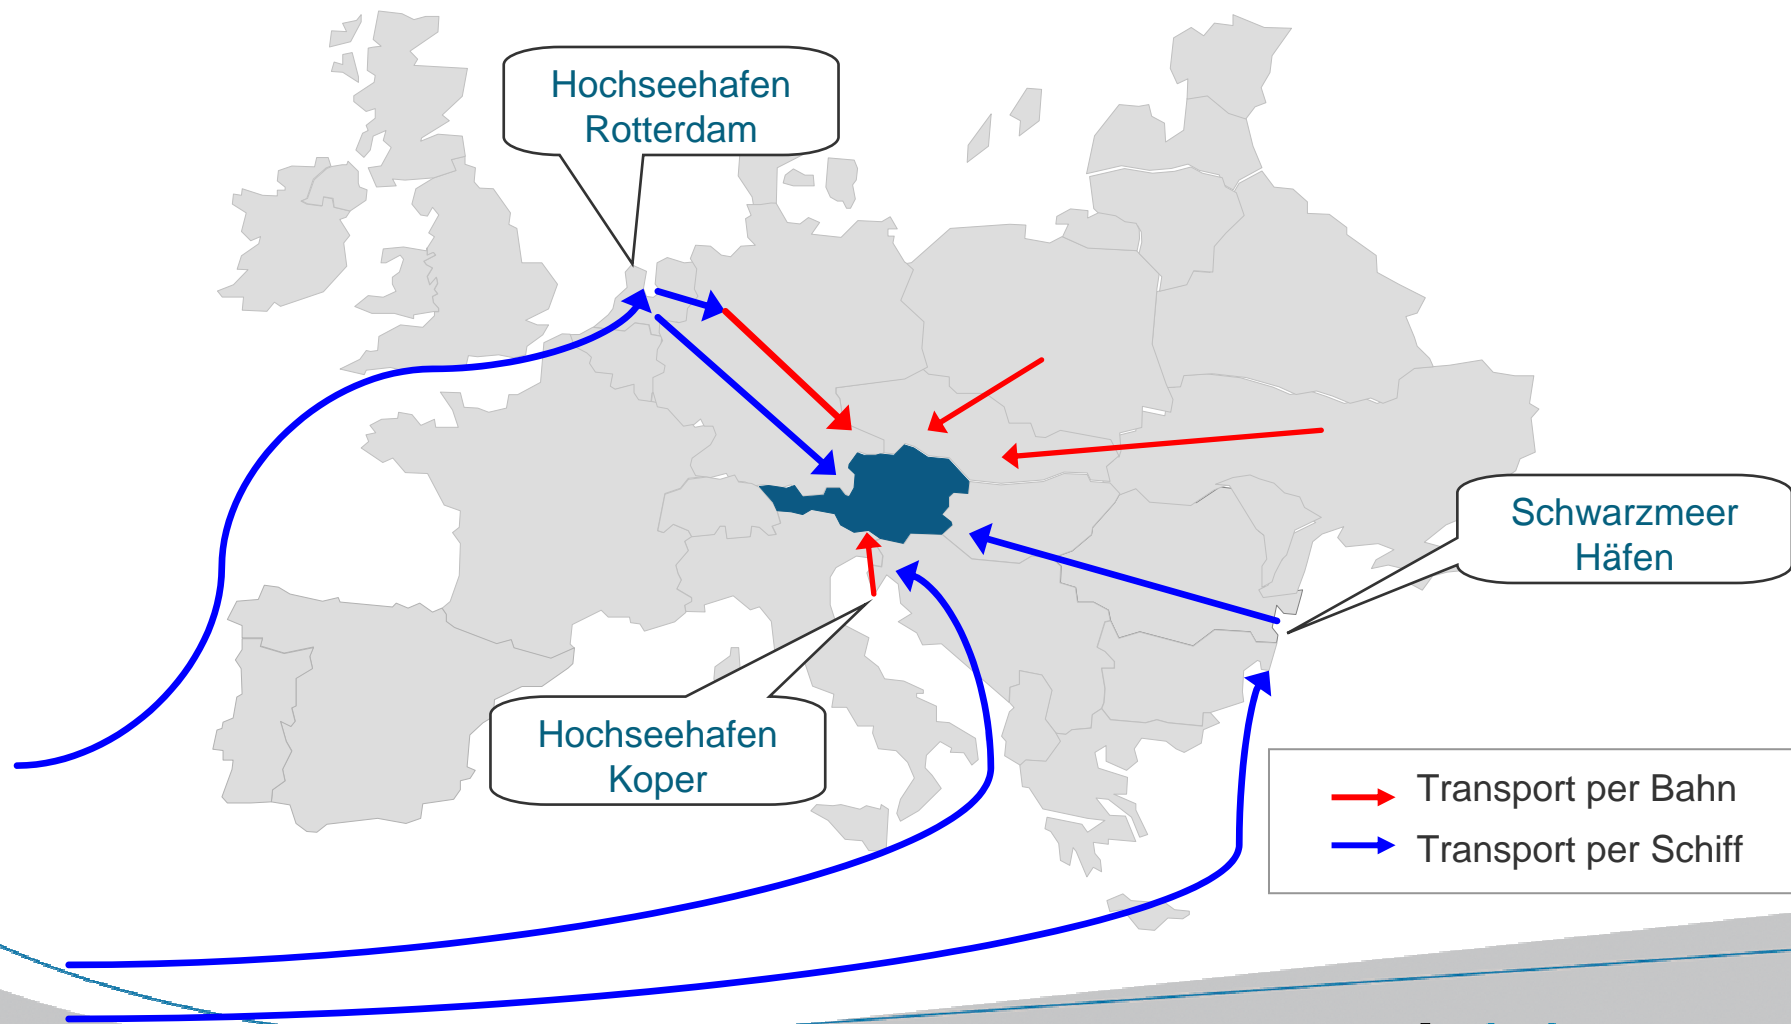 Hochseehafen
Rotterdam
Schwarzmeer
Häfen
Hochseehafen
Koper
Transport per Bahn
Transport per Schiff